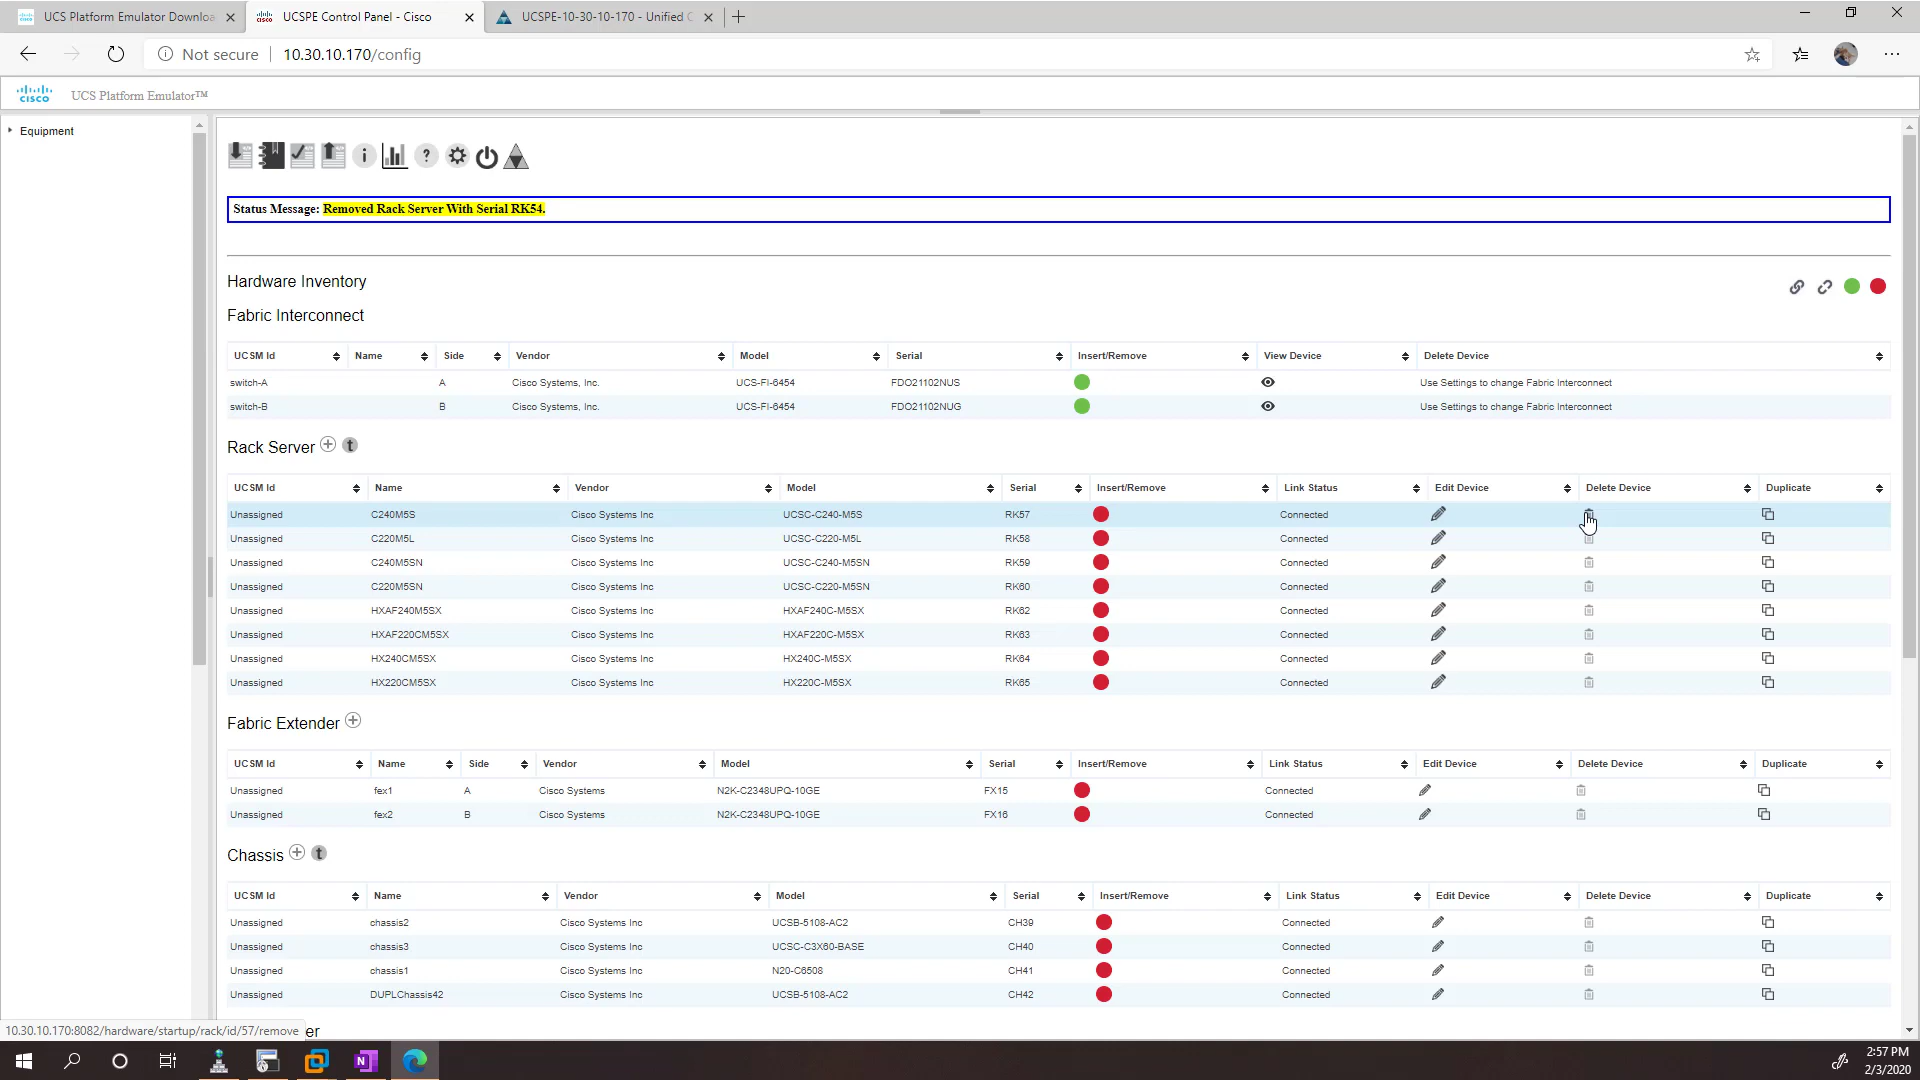 UCS Platform Emulator Downloa
UCSPE Control Panel - Cisco
UCSPE-10-30-10-170 - Unified C
Not secure
10.30.10.170/config
cisco
UCS Platform Emulator™
Equipment
Status Message: Removed Rack Server With Serial RK54.
Hardware Inventory
Fabric Interconnect
UCSM Id Name Side Vendor Model Serial Insert/Remove View Device Delete Device
switch-A A Cisco Systems, Inc. UCS-FI-6454 FDO21102NUS Use Settings to change Fabric Interconnect
switch-B B Cisco Systems, Inc. UCS-FI-6454 FDO21102NUG Use Settings to change Fabric Interconnect
Rack Server t
UCSM Id Name Vendor Model Serial Insert/Remove Link Status Edit Device Delete Device Duplicate
Unassigned C240M5S Cisco Systems Inc UCSC-C240-M5S RK57 Connected
Unassigned C220M5L Cisco Systems Inc UCSC-C220-M5L RK58 Connected
Unassigned C240M5SN Cisco Systems Inc UCSC-C240-M5SN RK59 Connected
Unassigned C220M5SN Cisco Systems Inc UCSC-C220-M5SN RK60 Connected
Unassigned HXAF240M5SX Cisco Systems Inc HXAF240C-M5SX RK62 Connected
Unassigned HXAF220CM5SX Cisco Systems Inc HXAF220C-M5SX RK63 Connected
Unassigned HX240CM5SX Cisco Systems Inc HX240C-M5SX RK64 Connected
Unassigned HX220CM5SX Cisco Systems Inc HX220C-M5SX RK65 Connected
Fabric Extender
UCSM Id Name Side Vendor Model Serial Insert/Remove Link Status Edit Device Delete Device Duplicate
Unassigned fex1 A Cisco Systems N2K-C2348UPQ-10GE FX15 Connected
Unassigned fex2 B Cisco Systems N2K-C2348UPQ-10GE FX16 Connected
Chassis t
UCSM Id Name Vendor Model Serial Insert/Remove Link Status Edit Device Delete Device Duplicate
Unassigned chassis2 Cisco Systems Inc UCSB-5108-AC2 CH39 Connected
Unassigned chassis3 Cisco Systems Inc UCSC-C3X60-BASE CH40 Connected
Unassigned chassis1 Cisco Systems Inc N20-C6508 CH41 Connected
Unassigned DUPLChassis42 Cisco Systems Inc UCSB-5108-AC2 CH42 Connected
10.30.10.170:8082/hardware/startup/rack/id/57/remove er
2:57 PM
2/3/2020